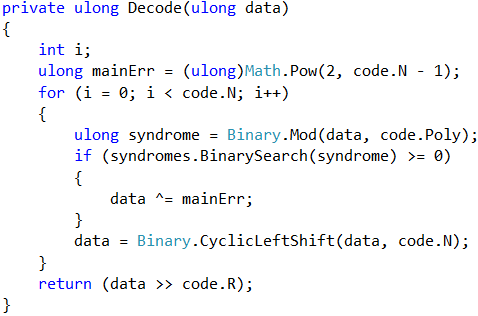 private ulong Decode(ulong data)
{
    int i;
    ulong mainErr = (ulong)Math.Pow(2, code.N - 1);
    for (i = 0; i < code.N; i++)
    {
        ulong syndrome = Binary.Mod(data, code.Poly);
        if (syndromes.BinarySearch(syndrome) >= 0)
        {
            data ^= mainErr;
        }
        data = Binary.CyclicLeftShift(data, code.N);
    }
    return (data >> code.R);
}